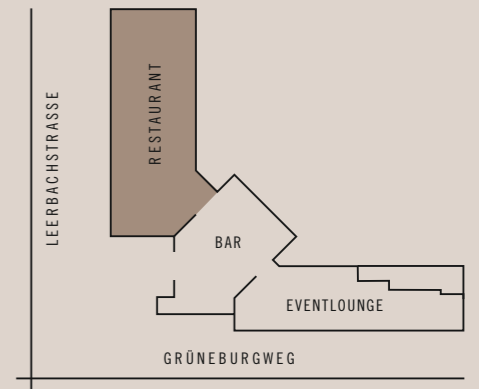 LEERBACHSTRASSE
RESTAURANT
BAR
EVENTLOUNGE
GRÜNEBURGWEG